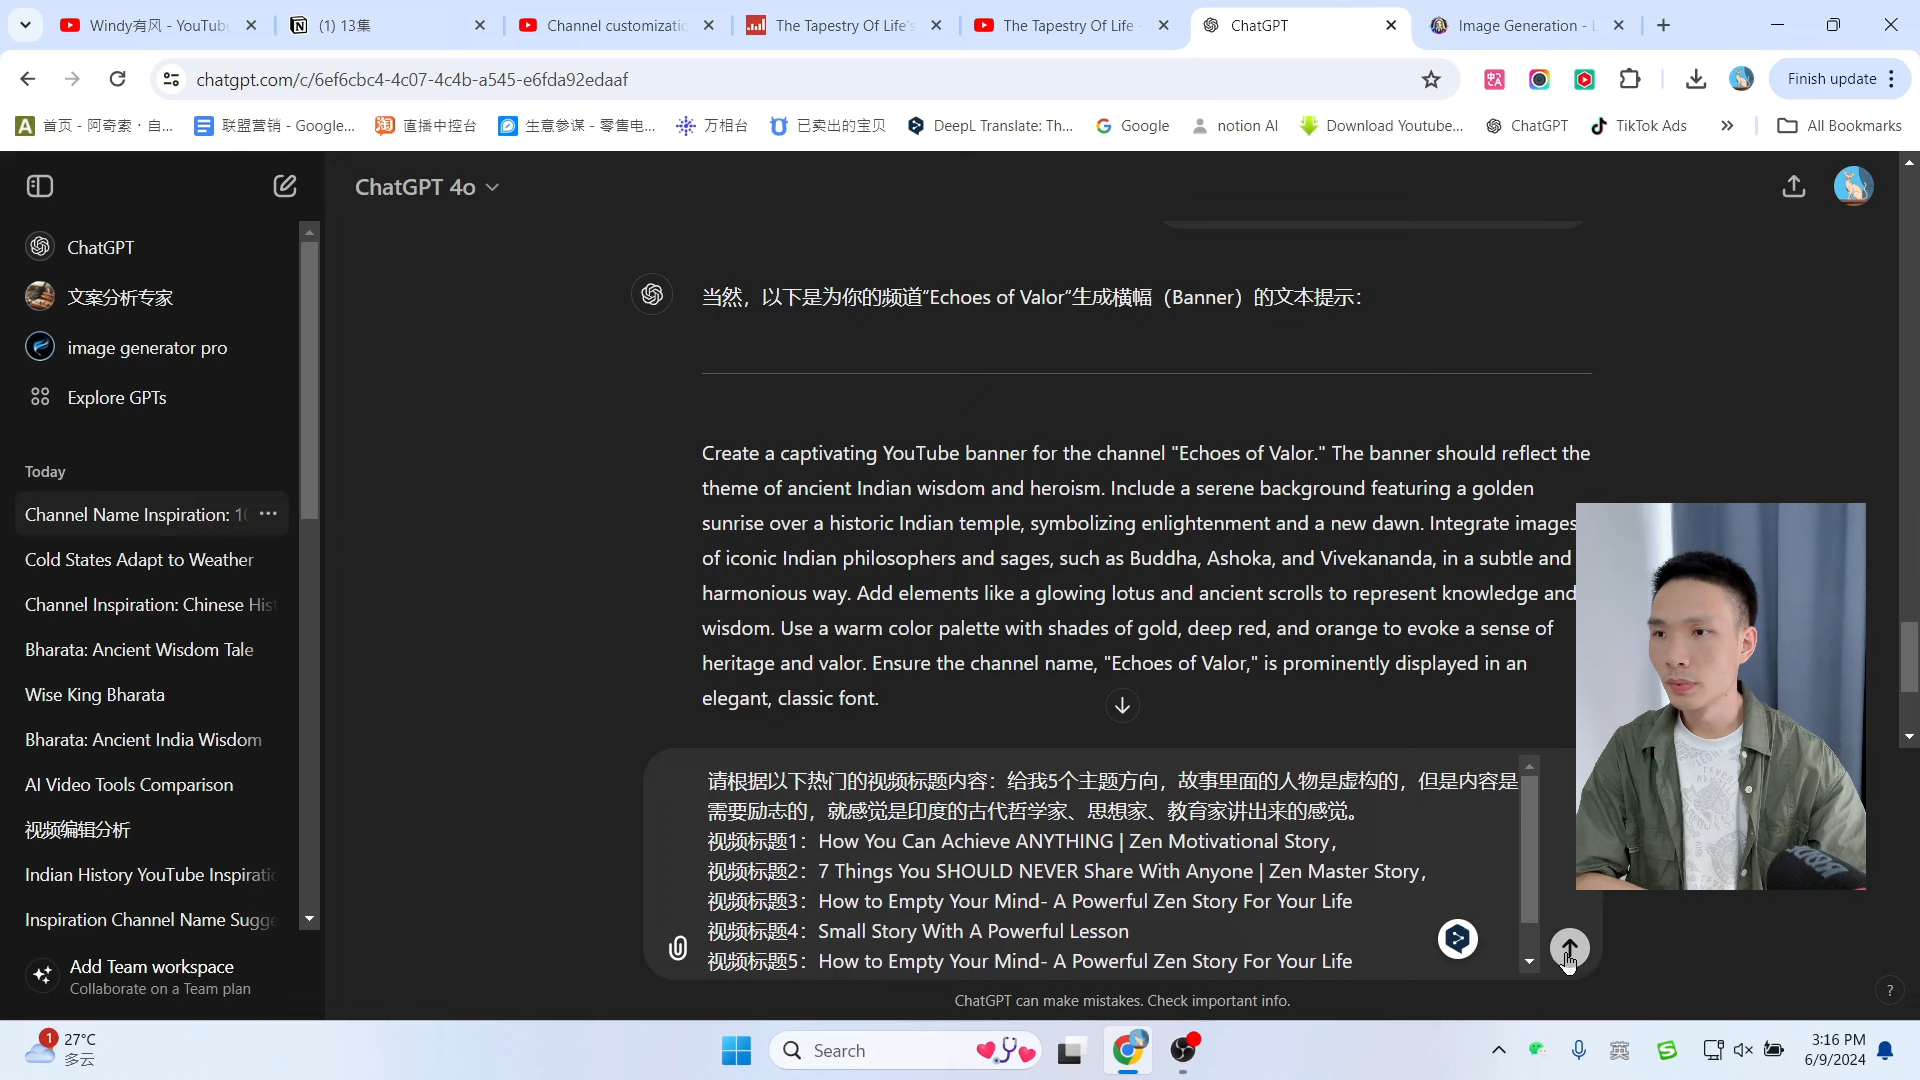 Windy有风 - YouTube
(1) 13集
Channel customizatio
The Tapestry Of Life's
The Tapestry Of Life -
ChatGPT
Image Generation - L
chatgpt.com/c/6ef6cbc4-4c07-4c4b-a545-e6fda92edaaf
Finish update
首页 - 阿奇索 · 自...
联盟营销 - Google...
直播中控台
生意参谋 - 零售电...
万相台
已卖出的宝贝
DeepL Translate: Th...
Google
notion AI
Download Youtube...
ChatGPT
TikTok Ads
All Bookmarks
ChatGPT 4o
ChatGPT
文案分析专家
image generator pro
Explore GPTs
Today
Channel Name Inspiration: 10
Cold States Adapt to Weather
Channel Inspiration: Chinese Hist
Bharata: Ancient Wisdom Tale
Wise King Bharata
Bharata: Ancient India Wisdom
AI Video Tools Comparison
视频编辑分析
Indian History YouTube Inspiratio
Inspiration Channel Name Sugge
Add Team workspace
Collaborate on a Team plan
当然，以下是为你的频道“Echoes of Valor”生成横幅（Banner）的文本提示：
Create a captivating YouTube banner for the channel "Echoes of Valor." The banner should reflect the
theme of ancient Indian wisdom and heroism. Include a serene background featuring a golden
sunrise over a historic Indian temple, symbolizing enlightenment and a new dawn. Integrate images
of iconic Indian philosophers and sages, such as Buddha, Ashoka, and Vivekananda, in a subtle and
harmonious way. Add elements like a glowing lotus and ancient scrolls to represent knowledge and
wisdom. Use a warm color palette with shades of gold, deep red, and orange to evoke a sense of
heritage and valor. Ensure the channel name, "Echoes of Valor," is prominently displayed in an
elegant, classic font.
请根据以下热门的视频标题内容：给我5个主题方向，故事里面的人物是虚构的，但是内容是
需要励志的，就感觉是印度的古代哲学家、思想家、教育家讲出来的感觉。
视频标题1：How You Can Achieve ANYTHING | Zen Motivational Story，
视频标题2：7 Things You SHOULD NEVER Share With Anyone | Zen Master Story，
视频标题3：How to Empty Your Mind- A Powerful Zen Story For Your Life
视频标题4：Small Story With A Powerful Lesson
视频标题5：How to Empty Your Mind- A Powerful Zen Story For Your Life
ChatGPT can make mistakes. Check important info.
?
1
27°C
多云
Search
英
3:16 PM
6/9/2024